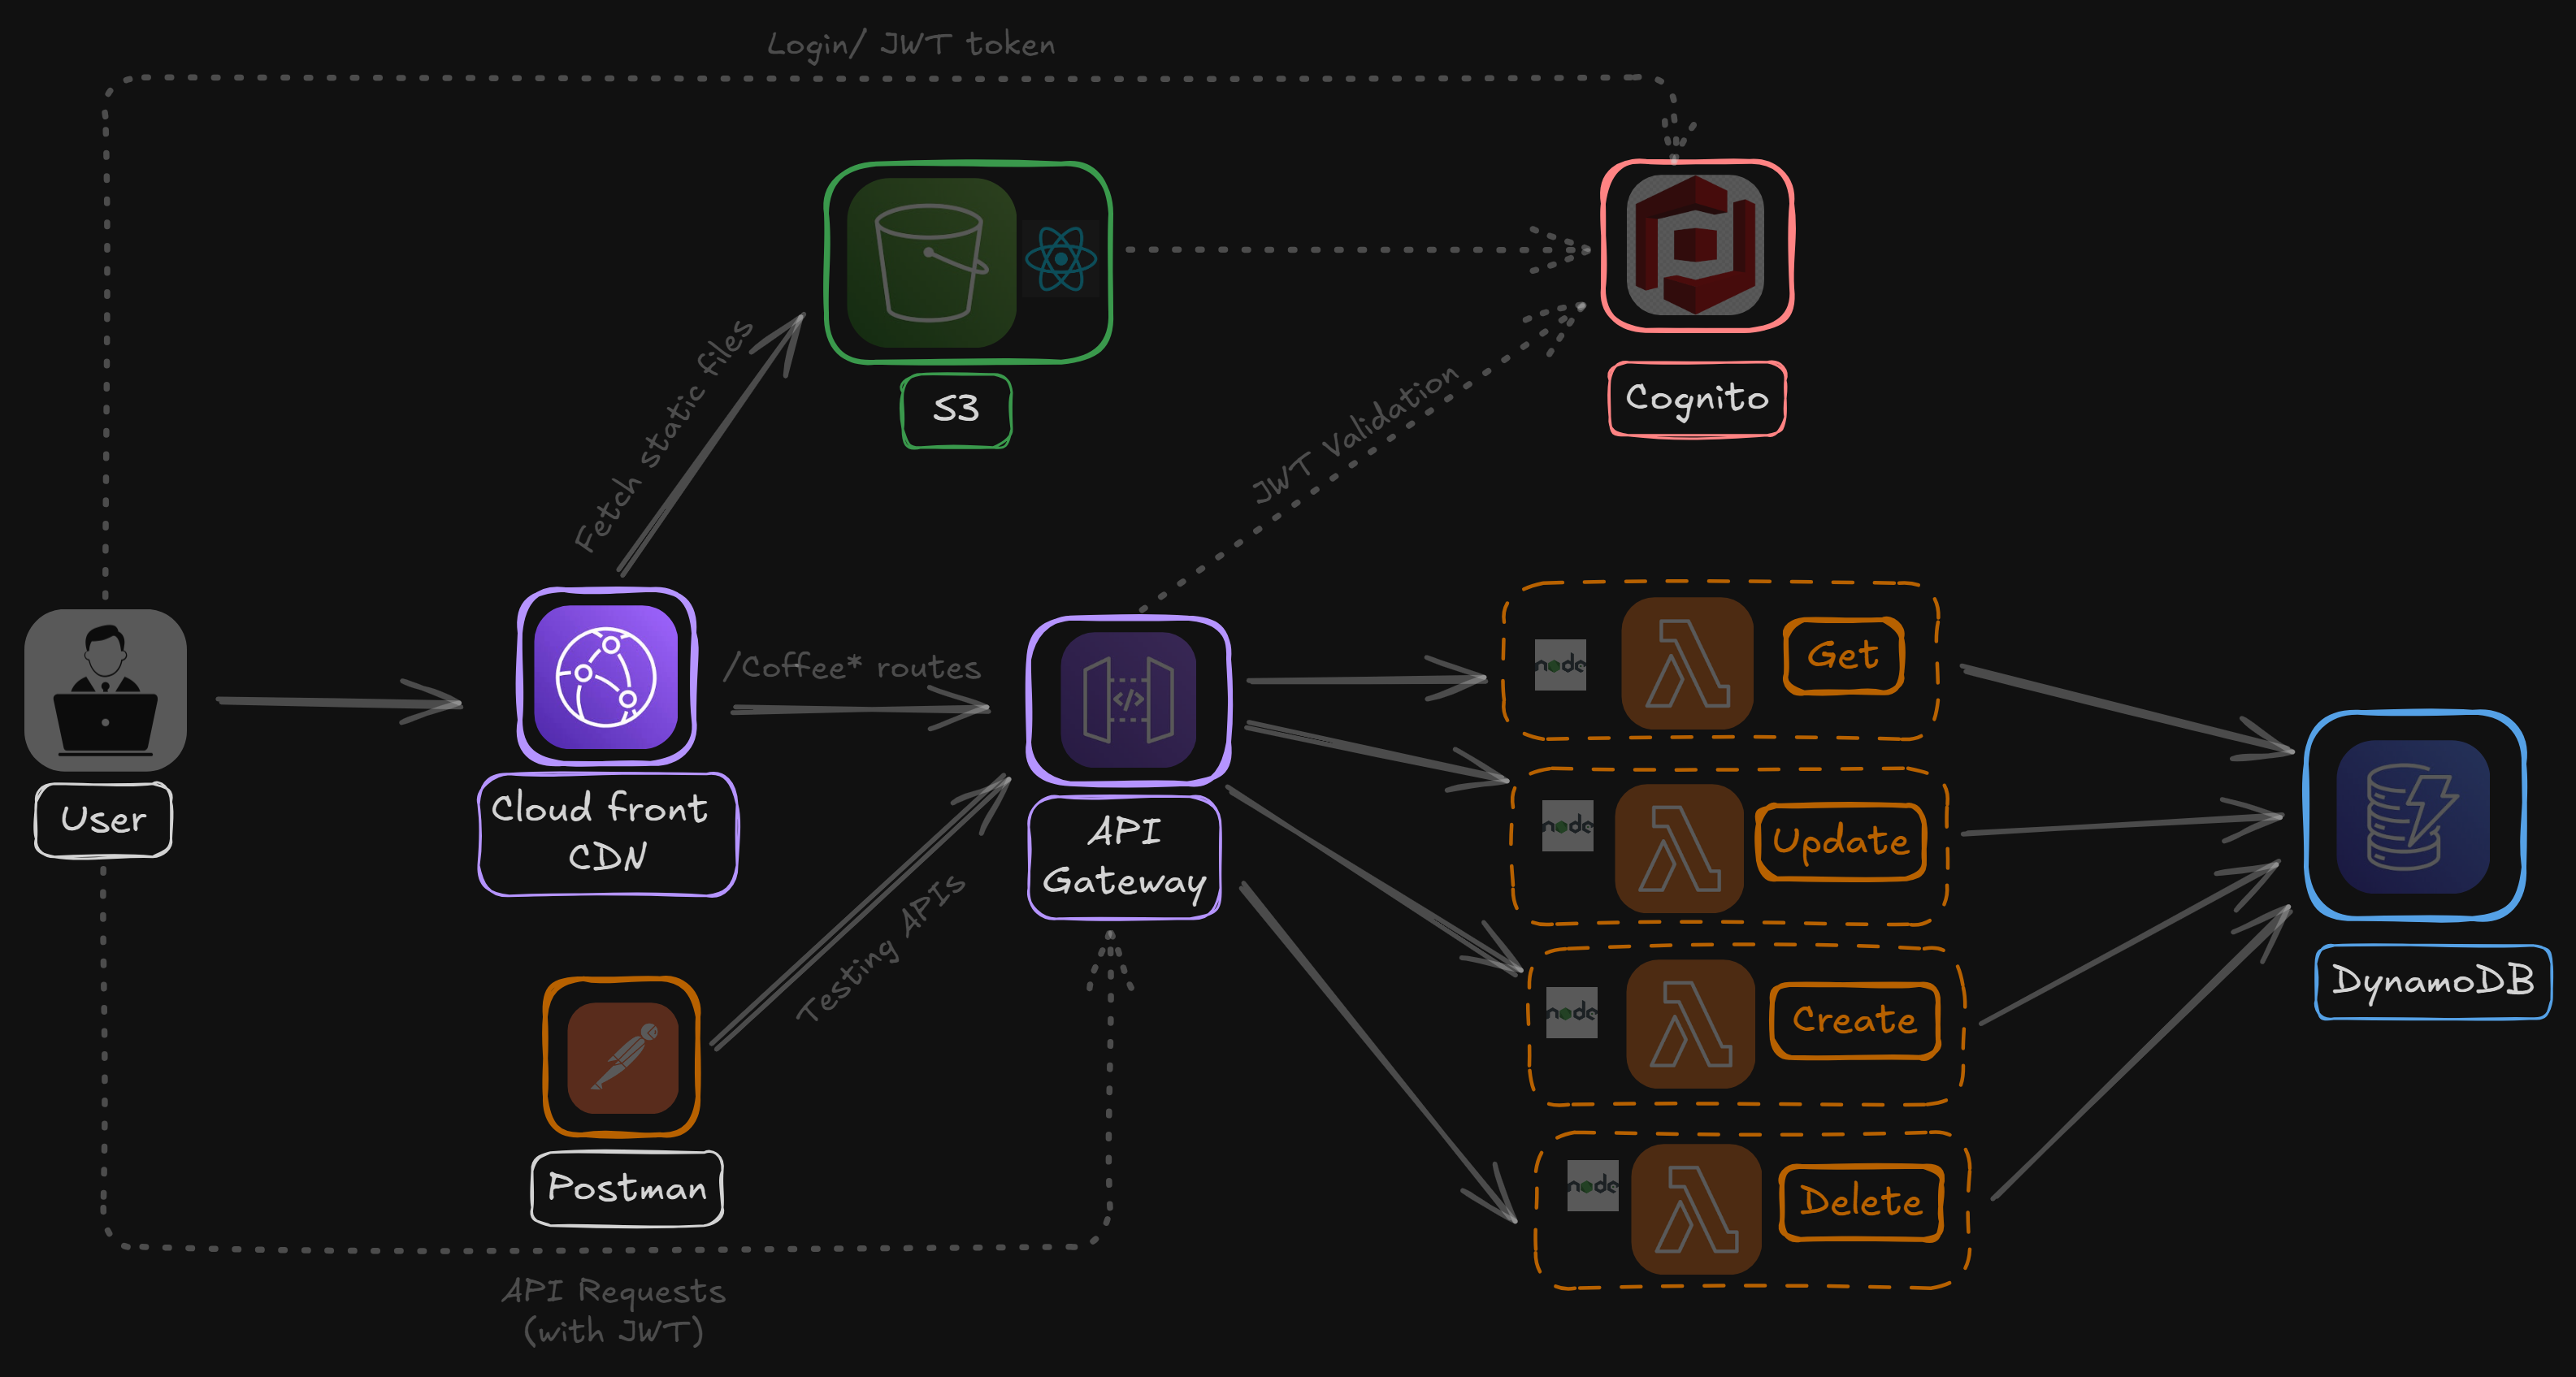 Login/ JWT token
Fetch static files
S3
JWT Validation
Cognito
User
Cloud front
CDN
/Coffee* routes
API
Gateway
Testing APIs
Postman
API Requests
(with JWT)
node
Get
node
Update
node
Create
node
Delete
DynamoDB